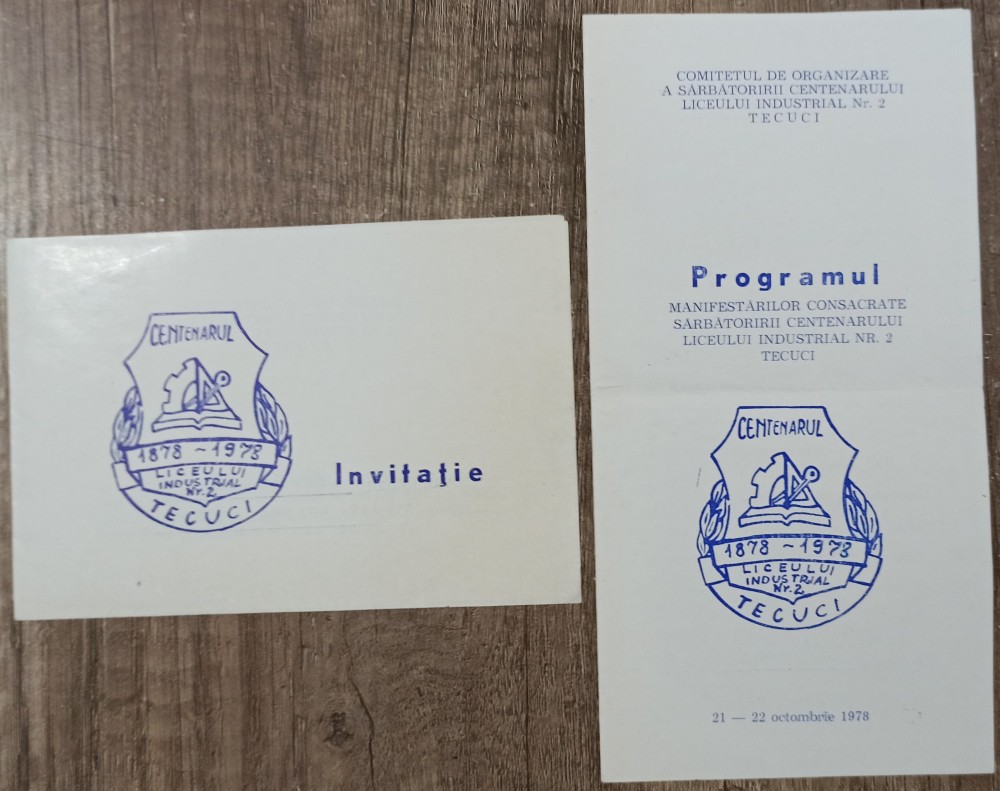 CENTENARUL
1878 ~ 1978
LICEULUI
INDUSTRIAL
Nr. 2
TECUCI
Invitaţie
COMITETUL DE ORGANIZARE
A SĂRBĂTORIRII CENTENARULUI
LICEULUI INDUSTRIAL Nr. 2
TECUCI
Programul
MANIFESTĂRILOR CONSACRATE
SĂRBĂTORIRII CENTENARULUI
LICEULUI INDUSTRIAL NR. 2
TECUCI
CENTENARUL
1878 ~ 1978
LICEULUI
INDUSTRIAL
Nr. 2
TECUCI
21 — 22 octombrie 1978